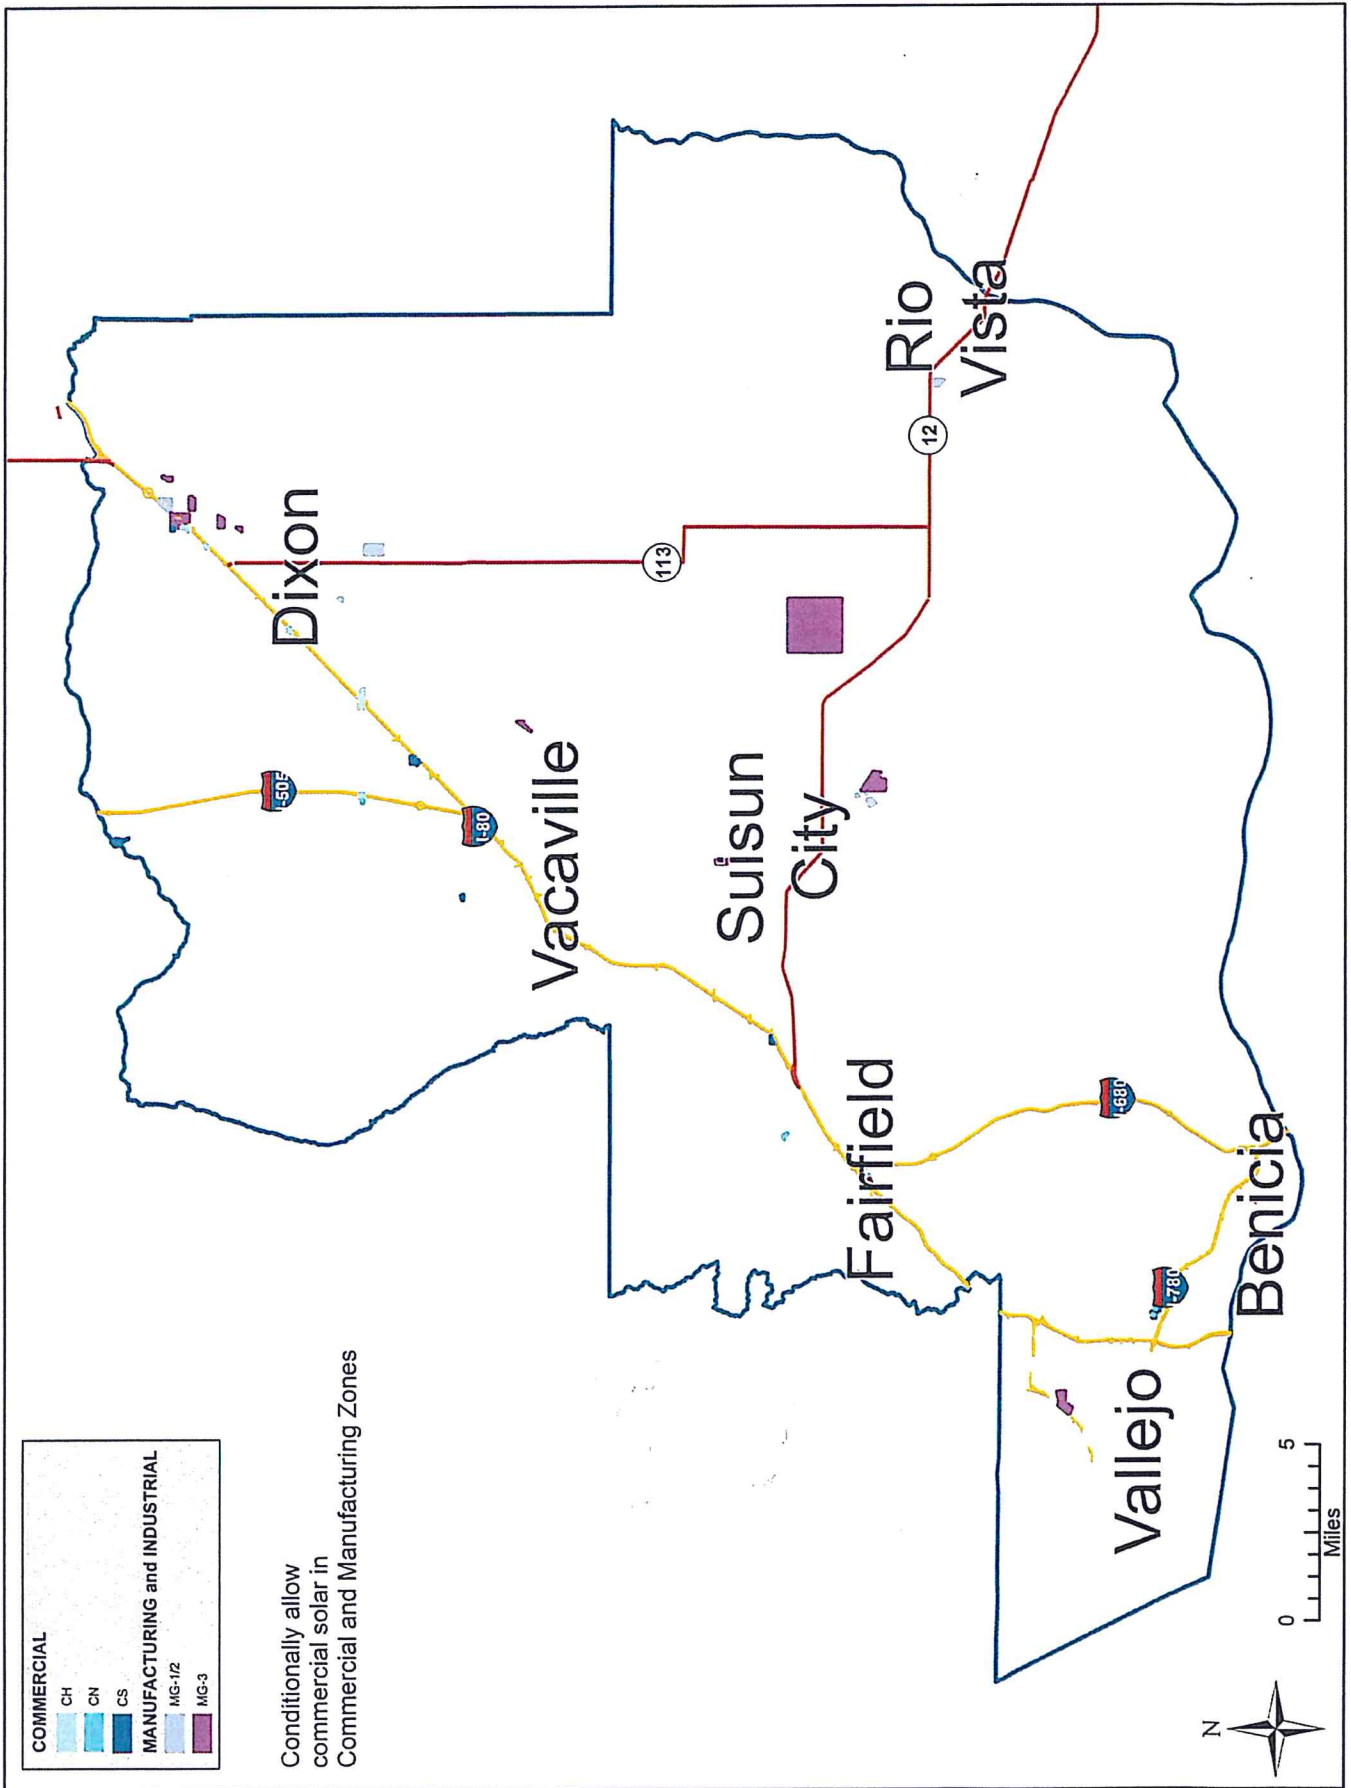 COMMERCIAL
CH
CN
CS
MANUFACTURING and INDUSTRIAL
MG-1/2
MG-3
Conditionally allow
commercial solar in
Commercial and Manufacturing Zones
I-505
Dixon
I-80
Vacaville
113
Suisun
City
12
Rio
Vista
Fairfield
I-680
I-780
Vallejo
Benicia
N
0 5
Miles